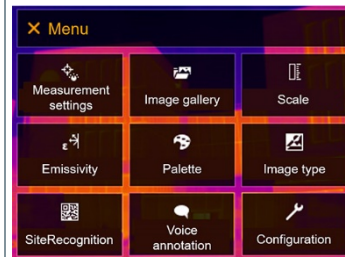 Menu
Measurement
settings
Image gallery
Scale
ε
Emissivity
Palette
Image type
SiteRecognition
Voice
annotation
Configuration